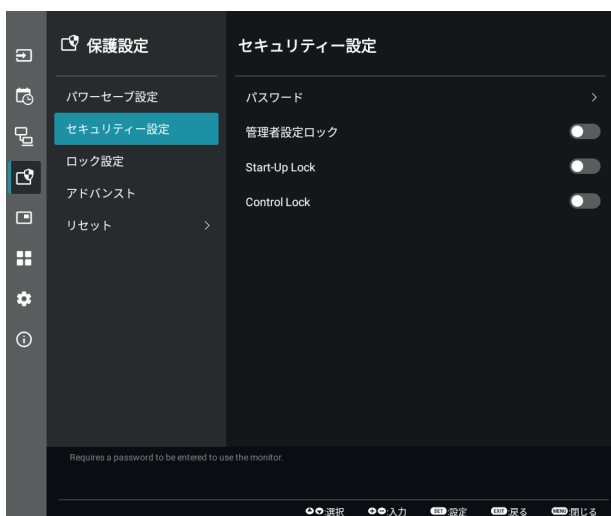 保護設定
セキュリティー設定
パワーセーブ設定
セキュリティー設定
ロック設定
アドバンスト
リセット
パスワード
管理者設定ロック
Start-Up Lock
Control Lock
Requires a password to be entered to use the monitor.
:選択 :入力 SET:設定 EXIT:戻る MENU:閉じる